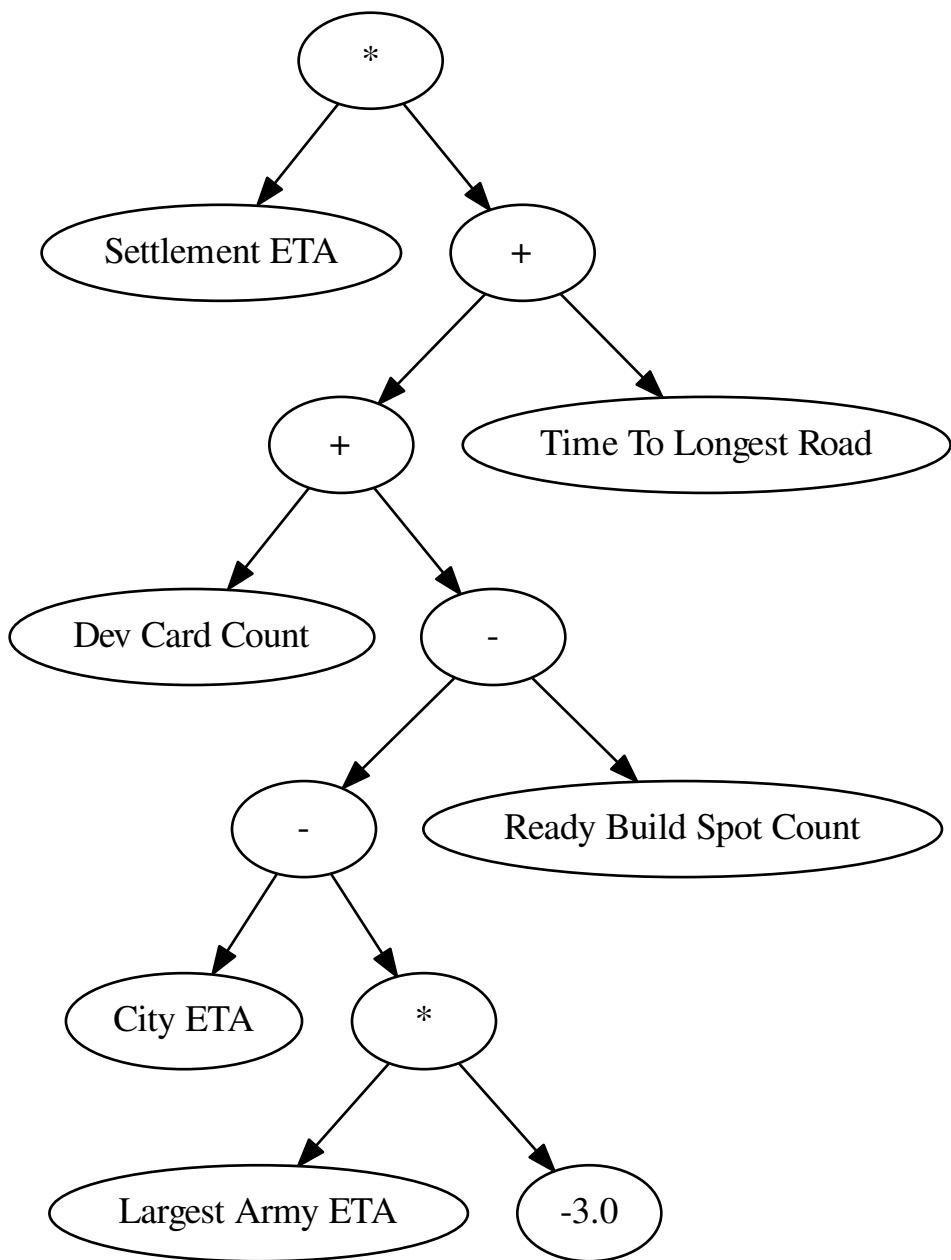 *
Settlement ETA
+
+
Time To Longest Road
Dev Card Count
-
-
Ready Build Spot Count
City ETA
*
Largest Army ETA
-3.0